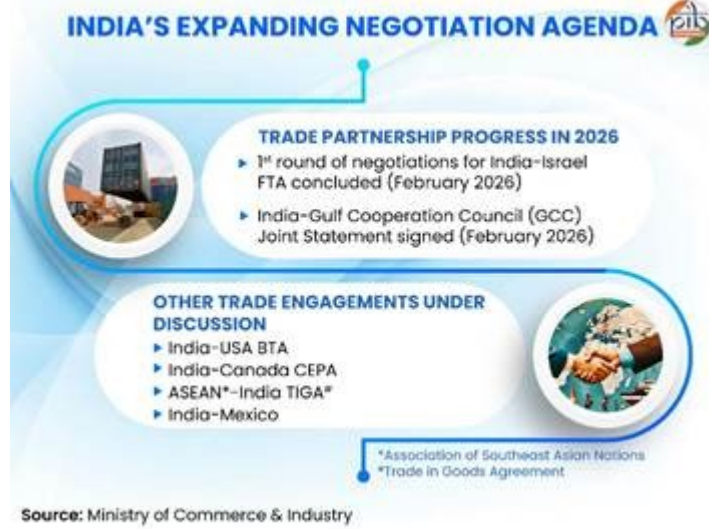 INDIA'S EXPANDING NEGOTIATION AGENDA
pib
TRADE PARTNERSHIP PROGRESS IN 2026
1st round of negotiations for India-Israel
FTA concluded (February 2026)
India-Gulf Cooperation Council (GCC)
Joint Statement signed (February 2026)
OTHER TRADE ENGAGEMENTS UNDER
DISCUSSION
India-USA BTA
India-Canada CEPA
ASEAN*-India TIGA#
India-Mexico
*Association of Southeast Asian Nations
#Trade in Goods Agreement
Source: Ministry of Commerce & Industry